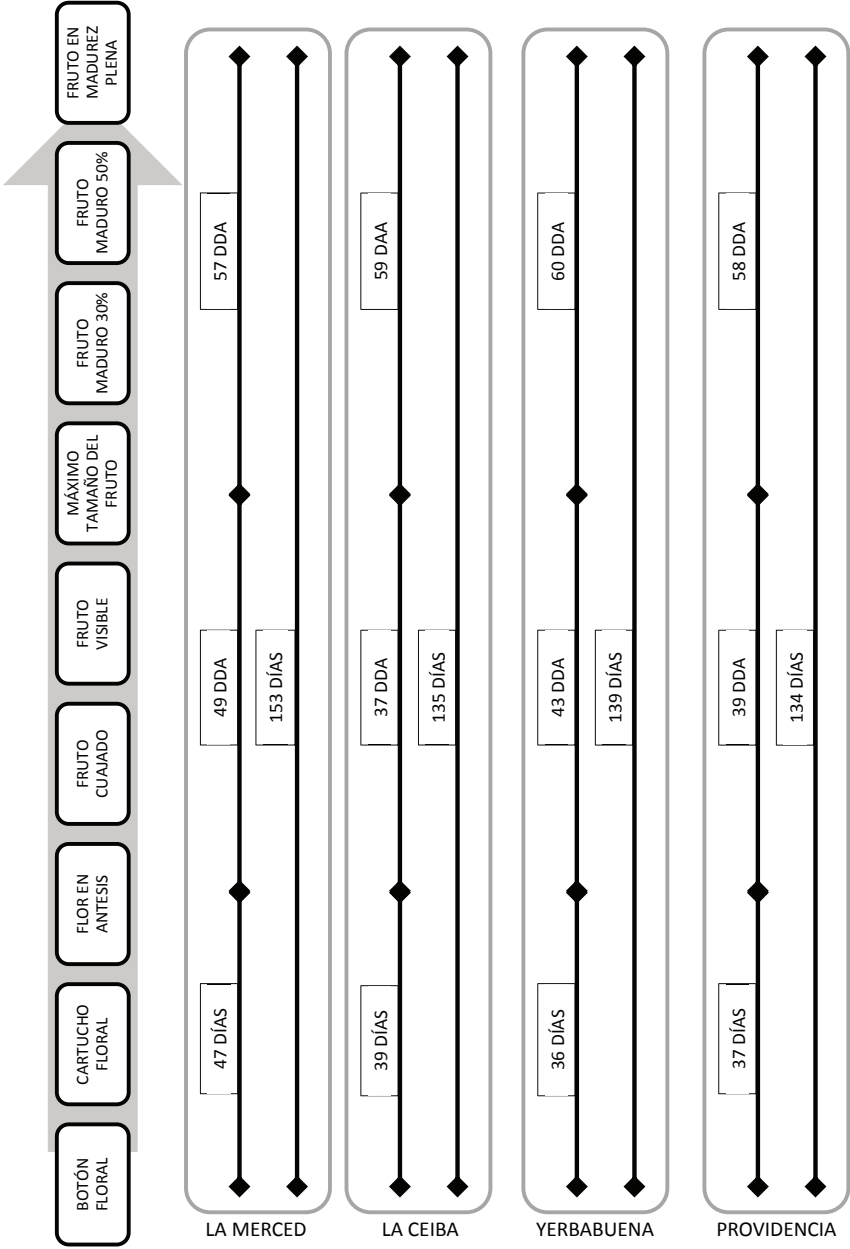 BOTÓN
FLORAL
CARTUCHO
FLORAL
FLOR EN
ANTESIS
FRUTO
CUAJADO
FRUTO
VISIBLE
MÁXIMO
TAMAÑO DEL
FRUTO
FRUTO
MADURO 30%
FRUTO
MADURO 50%
FRUTO EN
MADUREZ
PLENA
LA MERCED
47 DÍAS
49 DDA
57 DDA
153 DÍAS
LA CEIBA
39 DÍAS
37 DDA
59 DAA
135 DÍAS
YERBABUENA
36 DÍAS
43 DDA
60 DDA
139 DÍAS
PROVIDENCIA
37 DÍAS
39 DDA
58 DDA
134 DÍAS